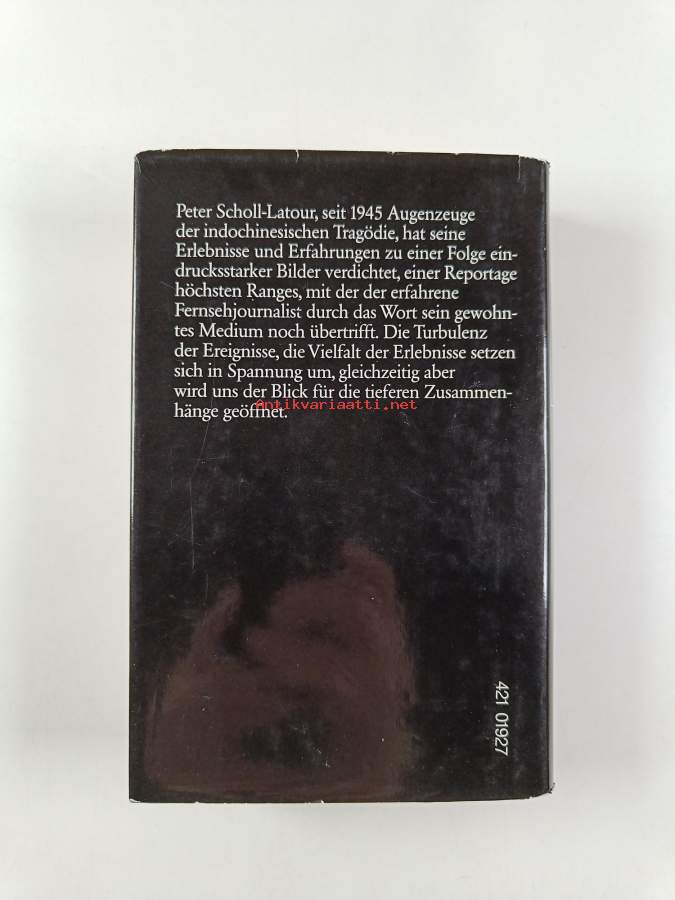 Peter Scholl-Latour, seit 1945 Augenzeuge
der indochinesischen Tragödie, hat seine
Erlebnisse und Erfahrungen zu einer Folge ein-
drucksstarker Bilder verdichtet, einer Reportage
höchsten Ranges, mit der der erfahrene
Fernsehjournalist durch das Wort sein gewohn-
tes Medium noch übertrifft. Die Turbulenz
der Ereignisse, die Vielfalt der Erlebnisse setzen
sich in Spannung um, gleichzeitig aber
wird uns der Blick für die tieferen Zusammen-
hänge geöffnet.
Antikvariaatti.net
421 01927